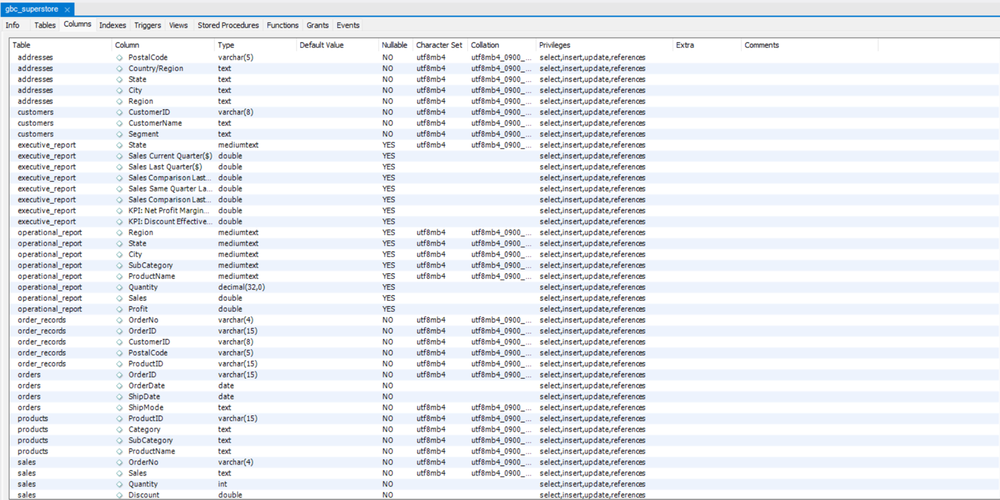 gbc_superstore ×
Info Tables Columns Indexes Triggers Views Stored Procedures Functions Grants Events
Table Column Type Default Value Nullable Character Set Collation Privileges Extra Comments
addresses PostalCode varchar(5) NO utf8mb4 utf8mb4_0900_... select,insert,update,references
addresses Country/Region text NO utf8mb4 utf8mb4_0900_... select,insert,update,references
addresses State text NO utf8mb4 utf8mb4_0900_... select,insert,update,references
addresses City text NO utf8mb4 utf8mb4_0900_... select,insert,update,references
addresses Region text NO utf8mb4 utf8mb4_0900_... select,insert,update,references
customers CustomerID varchar(8) NO utf8mb4 utf8mb4_0900_... select,insert,update,references
customers CustomerName text NO utf8mb4 utf8mb4_0900_... select,insert,update,references
customers Segment text NO utf8mb4 utf8mb4_0900_... select,insert,update,references
executive_report State mediumtext YES utf8mb4 utf8mb4_0900_... select,insert,update,references
executive_report Sales Current Quarter($) double YES select,insert,update,references
executive_report Sales Last Quarter($) double YES select,insert,update,references
executive_report Sales Comparison Last... double YES select,insert,update,references
executive_report Sales Same Quarter La... double YES select,insert,update,references
executive_report Sales Comparison Last... double YES select,insert,update,references
executive_report KPI: Net Profit Margin... double YES select,insert,update,references
executive_report KPI: Discount Effective... double YES select,insert,update,references
operational_report Region mediumtext YES utf8mb4 utf8mb4_0900_... select,insert,update,references
operational_report State mediumtext YES utf8mb4 utf8mb4_0900_... select,insert,update,references
operational_report City mediumtext YES utf8mb4 utf8mb4_0900_... select,insert,update,references
operational_report SubCategory mediumtext YES utf8mb4 utf8mb4_0900_... select,insert,update,references
operational_report ProductName mediumtext YES utf8mb4 utf8mb4_0900_... select,insert,update,references
operational_report Quantity decimal(32,0) YES select,insert,update,references
operational_report Sales double YES select,insert,update,references
operational_report Profit double YES select,insert,update,references
order_records OrderNo varchar(4) NO utf8mb4 utf8mb4_0900_... select,insert,update,references
order_records OrderID varchar(15) NO utf8mb4 utf8mb4_0900_... select,insert,update,references
order_records CustomerID varchar(8) NO utf8mb4 utf8mb4_0900_... select,insert,update,references
order_records PostalCode varchar(5) NO utf8mb4 utf8mb4_0900_... select,insert,update,references
order_records ProductID varchar(15) NO utf8mb4 utf8mb4_0900_... select,insert,update,references
orders OrderID varchar(15) NO utf8mb4 utf8mb4_0900_... select,insert,update,references
orders OrderDate date NO select,insert,update,references
orders ShipDate date NO select,insert,update,references
orders ShipMode text NO utf8mb4 utf8mb4_0900_... select,insert,update,references
products ProductID varchar(15) NO utf8mb4 utf8mb4_0900_... select,insert,update,references
products Category text NO utf8mb4 utf8mb4_0900_... select,insert,update,references
products SubCategory text NO utf8mb4 utf8mb4_0900_... select,insert,update,references
products ProductName text NO utf8mb4 utf8mb4_0900_... select,insert,update,references
sales OrderNo varchar(4) NO utf8mb4 utf8mb4_0900_... select,insert,update,references
sales Sales text NO utf8mb4 utf8mb4_0900_... select,insert,update,references
sales Quantity int NO select,insert,update,references
sales Discount double NO select,insert,update,references